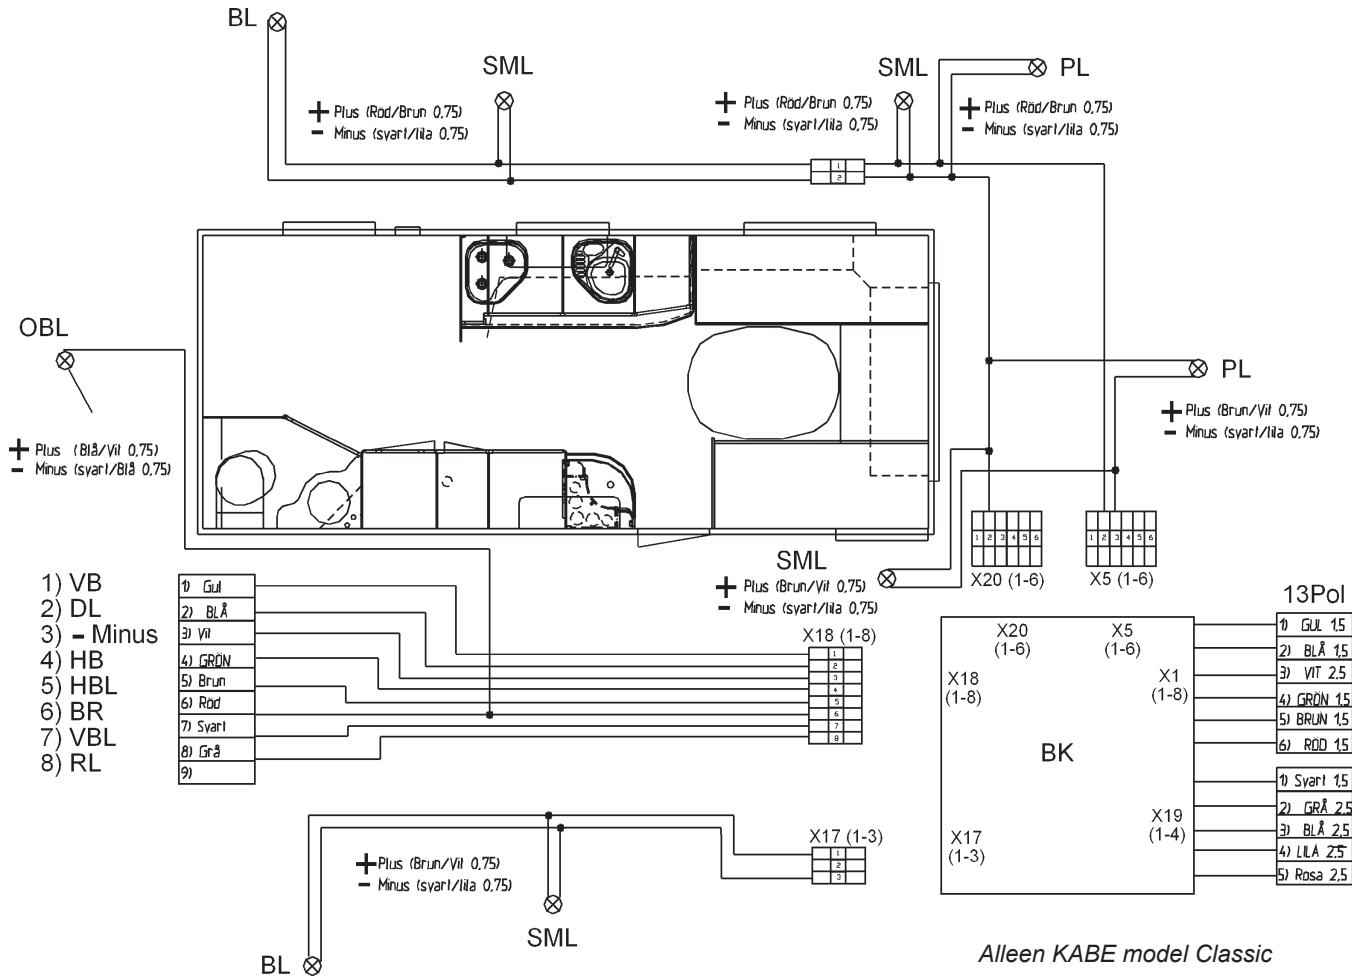 BL
SML
SML
PL
+ Plus (Röd/Brun 0,75)
- Minus (svart/lila 0,75)
+ Plus (Röd/Brun 0,75)
- Minus (svart/lila 0,75)
+ Plus (Röd/Brun 0,75)
- Minus (svart/lila 0,75)
1
2
OBL
+ Plus (Blå/Vit 0,75)
- Minus (svart/Blå 0,75)
PL
+ Plus (Brun/Vit 0,75)
- Minus (svart/lila 0,75)
1 2 3 4 5 6
X20 (1-6)
1 2 3 4 5 6
X5 (1-6)
SML
+ Plus (Brun/Vit 0,75)
- Minus (svart/lila 0,75)
1) VB
2) DL
3) - Minus
4) HB
5) HBL
6) BR
7) VBL
8) RL
1) Gul
2) BLÅ
3) Vit
4) GRÖN
5) Brun
6) Röd
7) Svart
8) Grå
9)
X18 (1-8)
1
2
3
4
5
6
7
8
X20
(1-6)
X5
(1-6)
X18
(1-8)
X1
(1-8)
BK
X17
(1-3)
X19
(1-4)
13Pol
1) GUL 1,5
2) BLÅ 1,5
3) VIT 2,5
4) GRÖN 1,5
5) BRUN 1,5
6) RÖD 1,5
1) Svart 1,5
2) GRÅ 2,5
3) BLÅ 2,5
4) LILA 2,5
5) Rosa 2,5
X17 (1-3)
1
2
3
+ Plus (Brun/Vit 0,75)
- Minus (svart/lila 0,75)
SML
BL
Alleen KABE model Classic